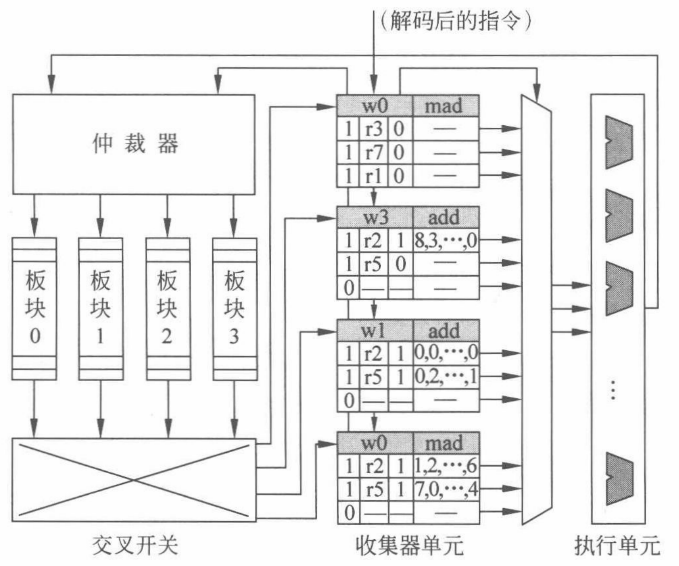 (解码后的指令)
仲裁器
板块0
板块1
板块2
板块3
w0 mad
1 r3 0 —
1 r7 0 —
1 r1 0 —
w3 add
1 r2 1 8,3,…,0
1 r5 0 —
0 — — —
w1 add
1 r2 1 0,0,…,0
1 r5 1 0,2,…,1
0 — — —
w0 mad
1 r2 1 1,2,…,6
1 r5 1 7,0,…,4
0 — — —
…
交叉开关 收集器单元 执行单元